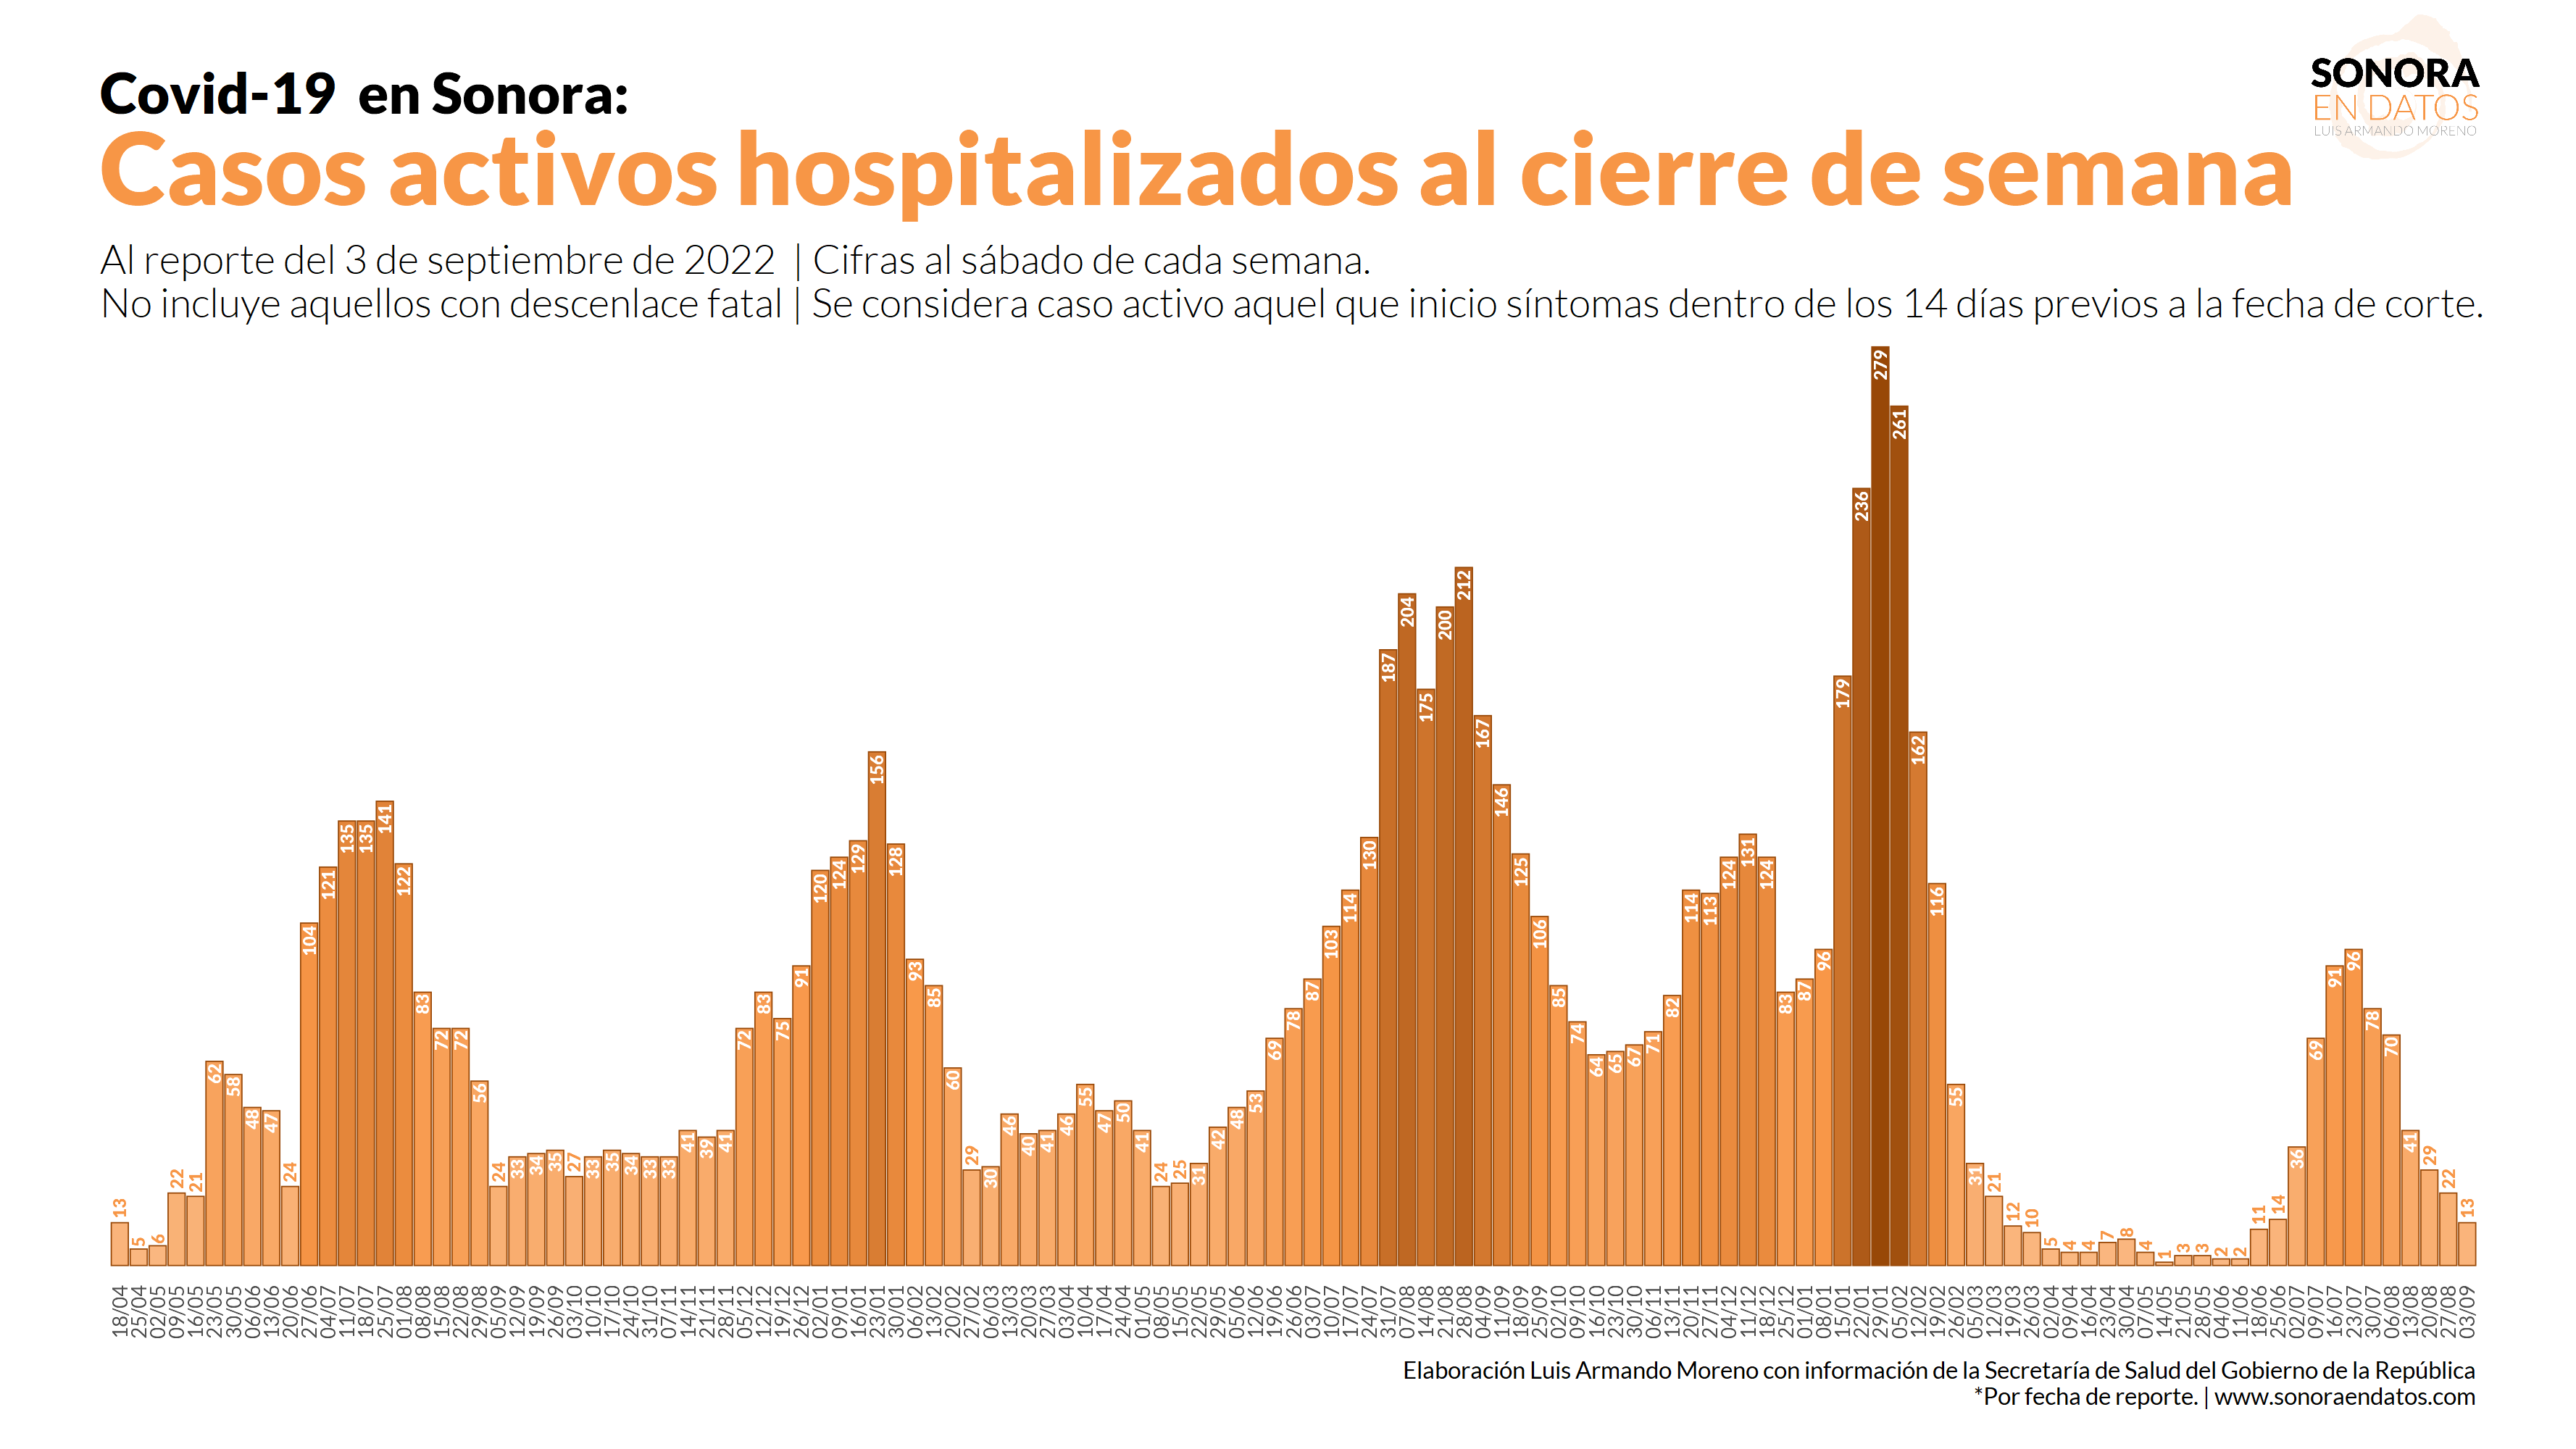 Covid-19 en Sonora:
SONORA
EN DATOS
LUIS ARMANDO MORENO
Casos activos hospitalizados al cierre de semana
Al reporte del 3 de septiembre de 2022 | Cifras al sábado de cada semana.
No incluye aquellos con descenlace fatal | Se considera caso activo aquel que inicio síntomas dentro de los 14 días previos a la fecha de corte.
13 5 6 22 21 62 58 48 47 24 104 121 135 135 141 122 83 72 72 56 24 33 34 35 27 33 35 34 33 33 41 39 41 72 83 75 91 120 124 129 156 128 93 85 60 29 30 46 40 41 46 55 47 50 41 24 25 31 42 48 53 69 78 87 103 114 130 187 204 175 200 212 167 146 125 106 85 74 64 65 67 71 82 114 113 124 131 124 83 87 96 179 236 279 261 162 116 55 31 21 12 10 5 4 4 7 8 4 1 3 3 2 2 11 14 36 69 91 96 78 70 41 29 22 13
18/04 25/04 02/05 09/05 16/05 23/05 30/05 06/06 13/06 20/06 27/06 04/07 11/07 18/07 25/07 01/08 08/08 15/08 22/08 29/08 05/09 12/09 19/09 26/09 03/10 10/10 17/10 24/10 31/10 07/11 14/11 21/11 28/11 05/12 12/12 19/12 26/12 02/01 09/01 16/01 23/01 30/01 06/02 13/02 20/02 27/02 06/03 13/03 20/03 27/03 03/04 10/04 17/04 24/04 01/05 08/05 15/05 22/05 29/05 05/06 12/06 19/06 26/06 03/07 10/07 17/07 24/07 31/07 07/08 14/08 21/08 28/08 04/09 11/09 18/09 25/09 02/10 09/10 16/10 23/10 30/10 06/11 13/11 20/11 27/11 04/12 11/12 18/12 25/12 01/01 08/01 15/01 22/01 29/01 05/02 12/02 19/02 26/02 05/03 12/03 19/03 26/03 02/04 09/04 16/04 23/04 30/04 07/05 14/05 21/05 28/05 04/06 11/06 18/06 25/06 02/07 09/07 16/07 23/07 30/07 06/08 13/08 20/08 27/08 03/09
Elaboración Luis Armando Moreno con información de la Secretaría de Salud del Gobierno de la República
*Por fecha de reporte. | www.sonoraendatos.com